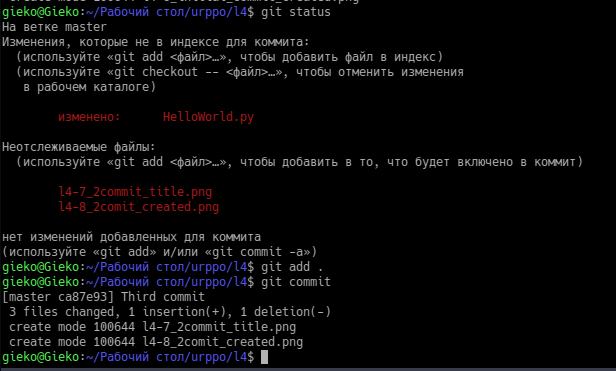 gieko@Gieko:~/Рабочий стол/urppo/l4$ git status
На ветке master
Изменения, которые не в индексе для коммита:
  (используйте «git add <файл>…», чтобы добавить файл в индекс)
  (используйте «git checkout -- <файл>…», чтобы отменить изменения
   в рабочем каталоге)
        изменено:      HelloWorld.py
Неотслеживаемые файлы:
  (используйте «git add <файл>…», чтобы добавить в то, что будет включено в коммит)
        l4-7_2commit_title.png
        l4-8_2comit_created.png
нет изменений добавленных для коммита
(используйте «git add» и/или «git commit -a»)
gieko@Gieko:~/Рабочий стол/urppo/l4$ git add .
gieko@Gieko:~/Рабочий стол/urppo/l4$ git commit
[master ca87e93] Third commit
 3 files changed, 1 insertion(+), 1 deletion(-)
 create mode 100644 l4-7_2commit_title.png
 create mode 100644 l4-8_2comit_created.png
gieko@Gieko:~/Рабочий стол/urppo/l4$